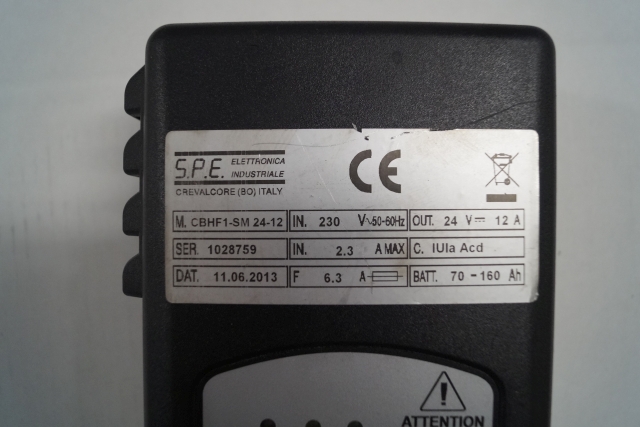 S.P.E. ELETTRONICA INDUSTRIALE
CREVALCORE (BO) ITALY
CE
M. CBHF1-SM 24-12 IN. 230 V~50-60Hz OUT. 24 V⎓ 12 A
SER. 1028759 IN. 2.3 A MAX C. IUIa Acd
DAT. 11.06.2013 F 6.3 A BATT. 70 - 160 Ah
ATTENTION